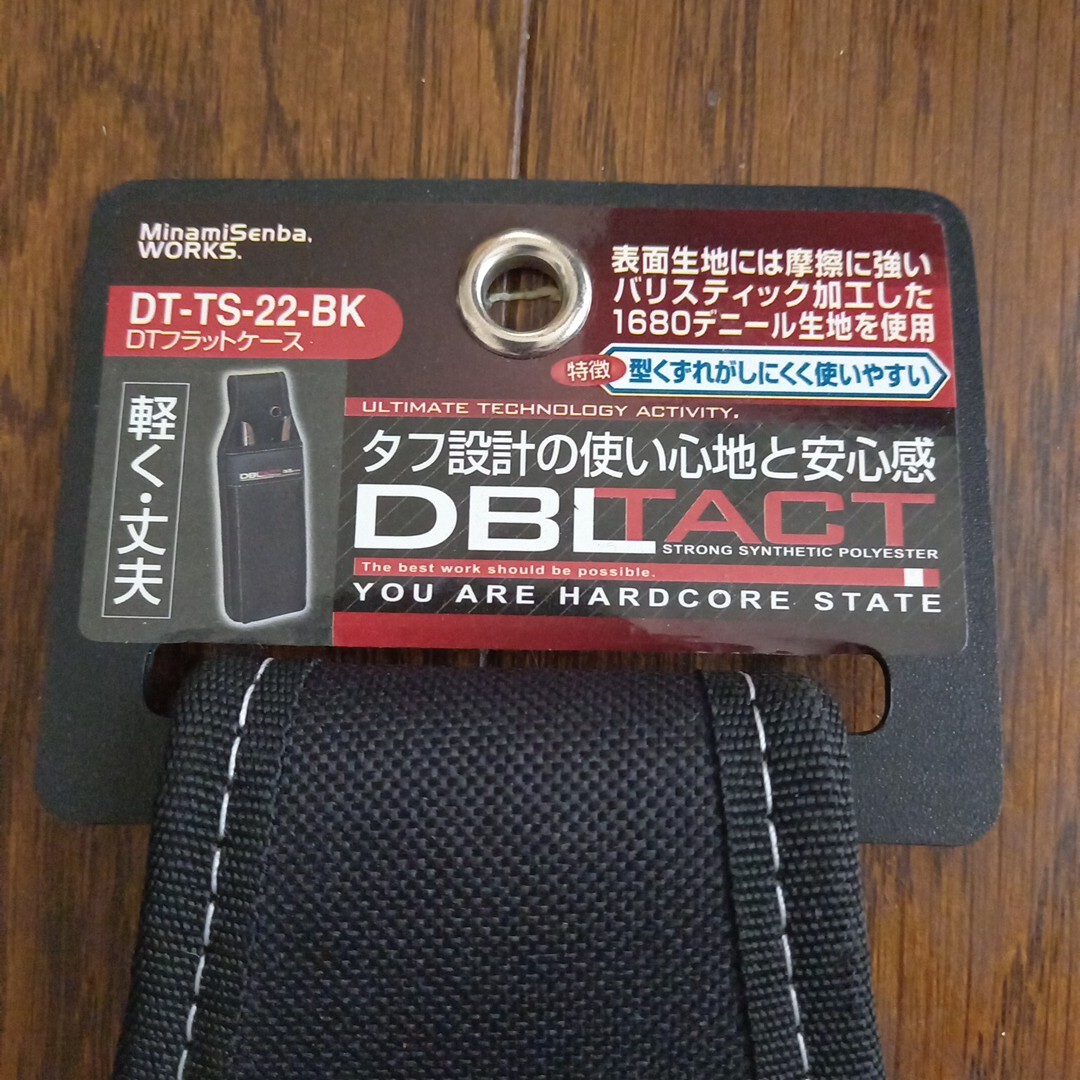 MinamiSenba.
WORKS.
DT-TS-22-BK
DTフラットケース
軽く・丈夫
表面生地には摩擦に強い
バリスティック加工した
1680デニール生地を使用
特徴 型くずれがしにくく使いやすい
ULTIMATE TECHNOLOGY ACTIVITY.
タフ設計の使い心地と安心感
DBLTACT
STRONG SYNTHETIC POLYESTER
The best work should be possible.
YOU ARE HARDCORE STATE
DBLTACT